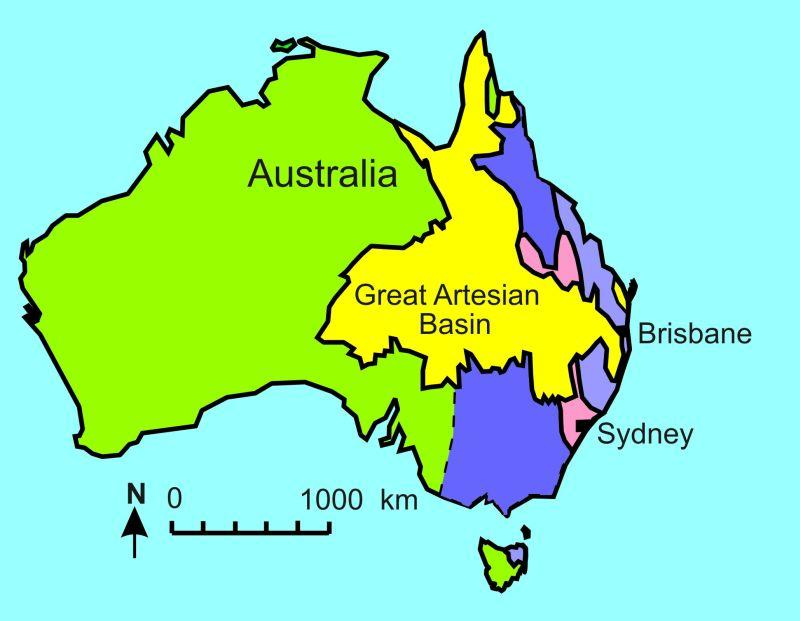 Australia
Great Artesian
Basin
Brisbane
Sydney
N 0 1000 km